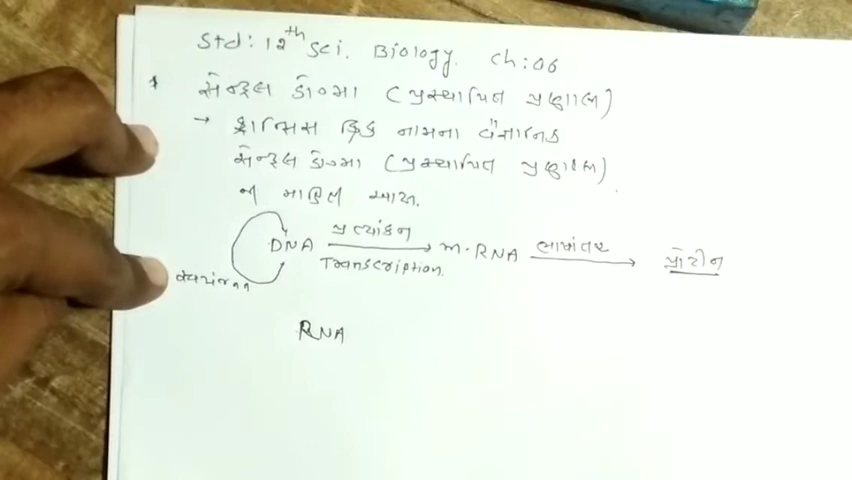 Std: 12th Sci. Biology. Ch: 06
* સેન્ટ્રલ ડોગ્મા (પ્રસ્થાપિત પ્રણાલિ)
→ ફ્રાન્સિસ ક્રિક નામના વૈજ્ઞાનિક
સેન્ટ્રલ ડોગ્મા (પ્રસ્થાપિત પ્રણાલિ)
ની માહિતી આપી.
DNA પ્રત્યાંકન → m.RNA ભાષાંતર → પ્રોટીન
Transcription.
સ્વયંજનન
RNA